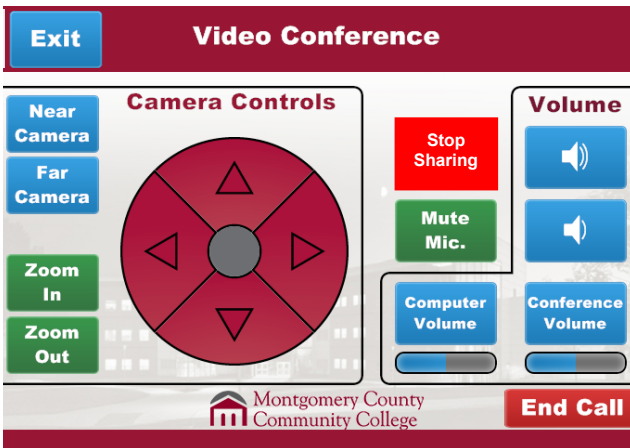 Exit
Video Conference
Camera Controls
Near
Camera
Far
Camera
Zoom
In
Zoom
Out
Stop
Sharing
Mute
Mic.
Volume
Computer
Volume
Conference
Volume
Montgomery County
Community College
End Call